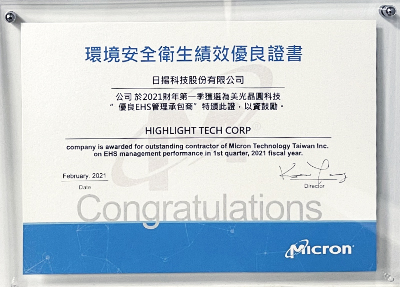 環境安全衛生績效優良證書
日揚科技股份有限公司
公司 於2021財年第一季獲選為美光晶圓科技
“優良EHS管理承包商”特頒此證，以資鼓勵。
HIGHLIGHT TECH CORP
company is awarded for outstanding contractor of Micron Technology Taiwan Inc.
on EHS management performance in 1st quarter, 2021 fiscal year.
February, 2021
Date
Director
Congratulations
Micron